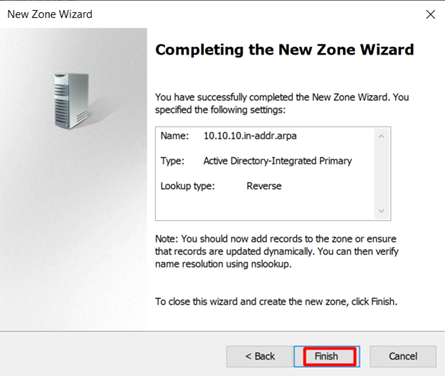 New Zone Wizard
Completing the New Zone Wizard
You have successfully completed the New Zone Wizard. You
specified the following settings:
Name: 10.10.10.in-addr.arpa
Type: Active Directory-Integrated Primary
Lookup type: Reverse
Note: You should now add records to the zone or ensure
that records are updated dynamically. You can then verify
name resolution using nslookup.
To close this wizard and create the new zone, click Finish.
< Back Finish Cancel